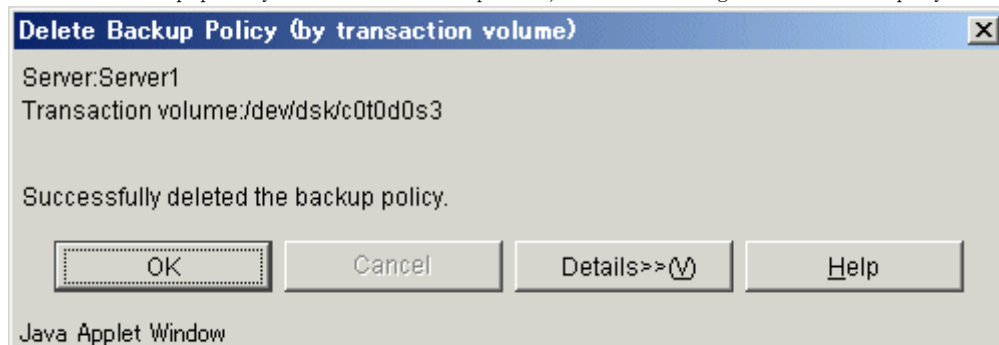 Delete Backup Policy (by transaction volume)
Server:Server1
Transaction volume:/dev/dsk/c0t0d0s3
Successfully deleted the backup policy.
OK Cancel Details>>(V) Help
Java Applet Window